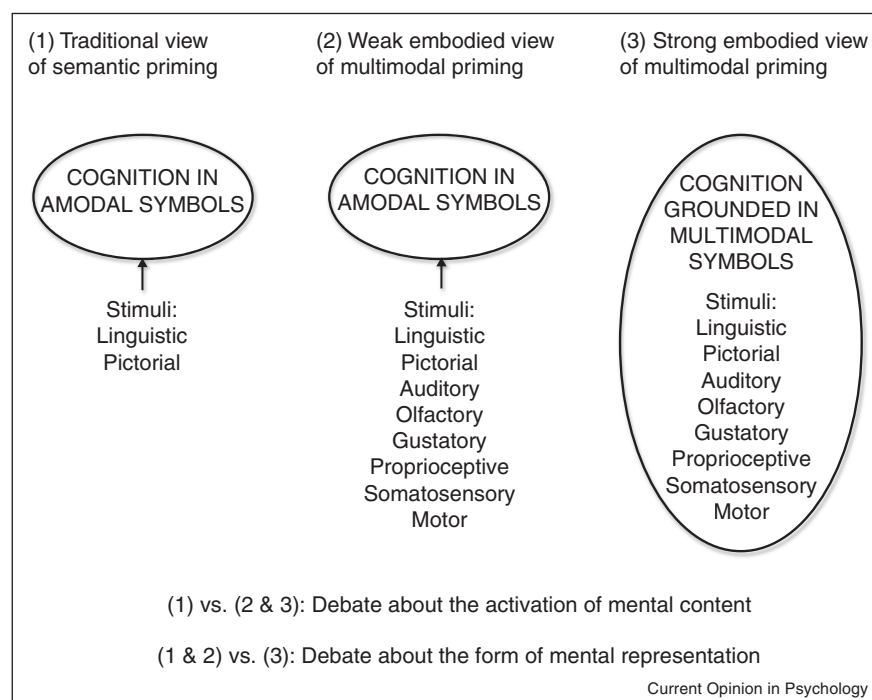 (1) Traditional view
of semantic priming
COGNITION IN
AMODAL SYMBOLS
Stimuli:
Linguistic
Pictorial
(2) Weak embodied view
of multimodal priming
COGNITION IN
AMODAL SYMBOLS
Stimuli:
Linguistic
Pictorial
Auditory
Olfactory
Gustatory
Proprioceptive
Somatosensory
Motor
(3) Strong embodied view
of multimodal priming
COGNITION
GROUNDED IN
MULTIMODAL
SYMBOLS
Stimuli:
Linguistic
Pictorial
Auditory
Olfactory
Gustatory
Proprioceptive
Somatosensory
Motor
(1) vs. (2 & 3): Debate about the activation of mental content
(1 & 2) vs. (3): Debate about the form of mental representation
Current Opinion in Psychology